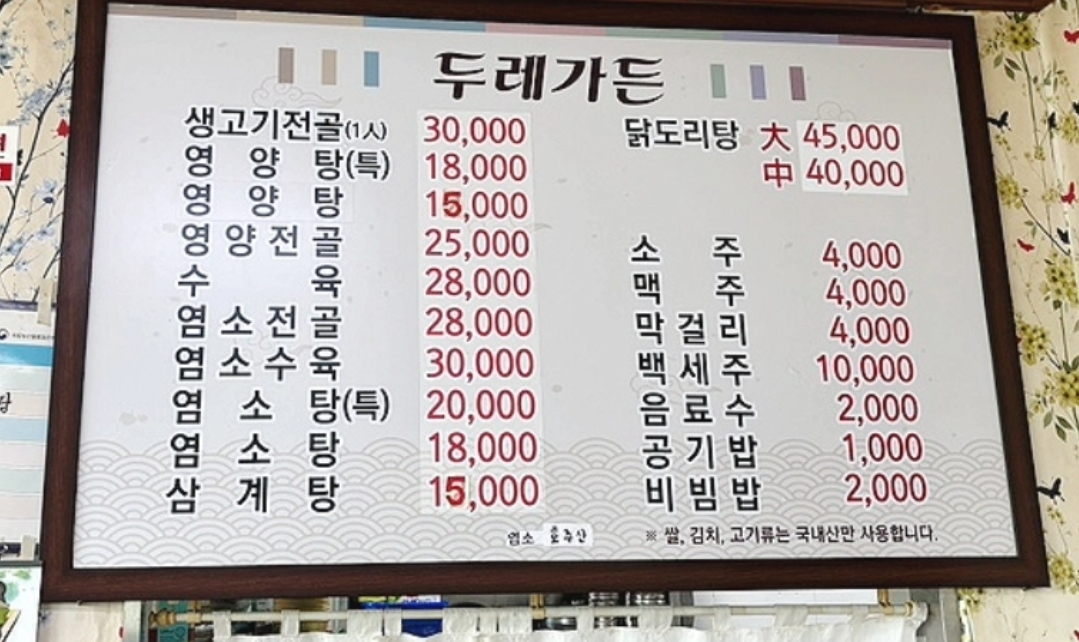 두레가든
생고기전골(1人) 30,000
영양탕(특) 18,000
영양탕 15,000
영양전골 25,000
수육 28,000
염소전골 28,000
염소수육 30,000
염소탕(특) 20,000
염소탕 18,000
삼계탕 15,000
닭도리탕 大 45,000
中 40,000
소주 4,000
맥주 4,000
막걸리 4,000
백세주 10,000
음료수 2,000
공기밥 1,000
비빔밥 2,000
염소 호주산
※ 쌀, 김치, 고기류는 국내산만 사용합니다.